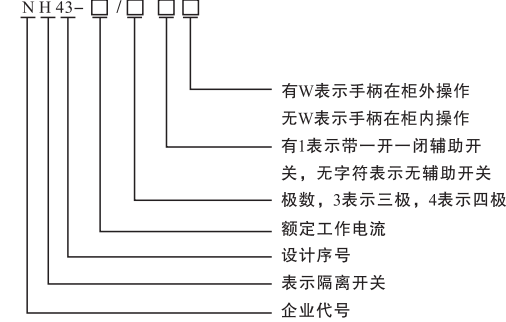 NH43-□/□ □□
有W表示手柄在柜外操作
无W表示手柄在柜内操作
有1表示带一开一闭辅助开
关，无字符表示无辅助开关
极数，3表示三极，4表示四极
额定工作电流
设计序号
表示隔离开关
企业代号